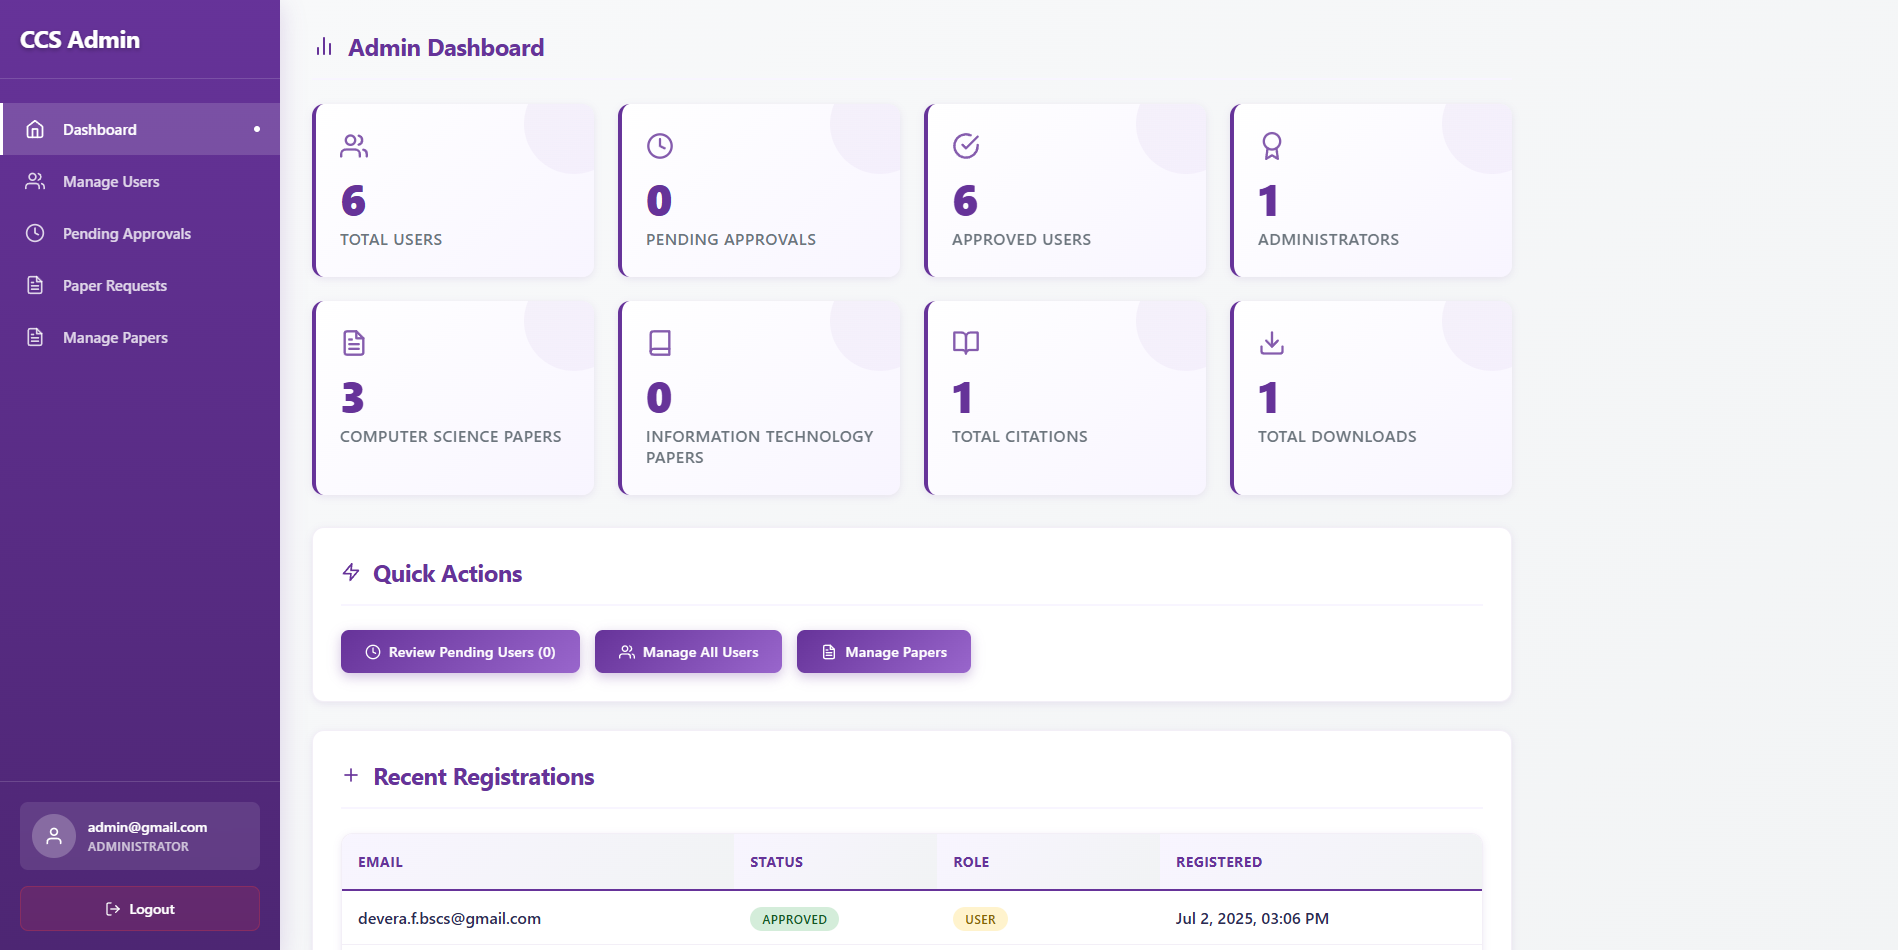 CCS Admin
Dashboard
Manage Users
Pending Approvals
Paper Requests
Manage Papers
admin@gmail.com
ADMINISTRATOR
Logout
Admin Dashboard
6
TOTAL USERS
0
PENDING APPROVALS
6
APPROVED USERS
1
ADMINISTRATORS
3
COMPUTER SCIENCE PAPERS
0
INFORMATION TECHNOLOGY
PAPERS
1
TOTAL CITATIONS
1
TOTAL DOWNLOADS
Quick Actions
Review Pending Users (0)
Manage All Users
Manage Papers
Recent Registrations
EMAIL STATUS ROLE REGISTERED
devera.f.bscs@gmail.com APPROVED USER Jul 2, 2025, 03:06 PM